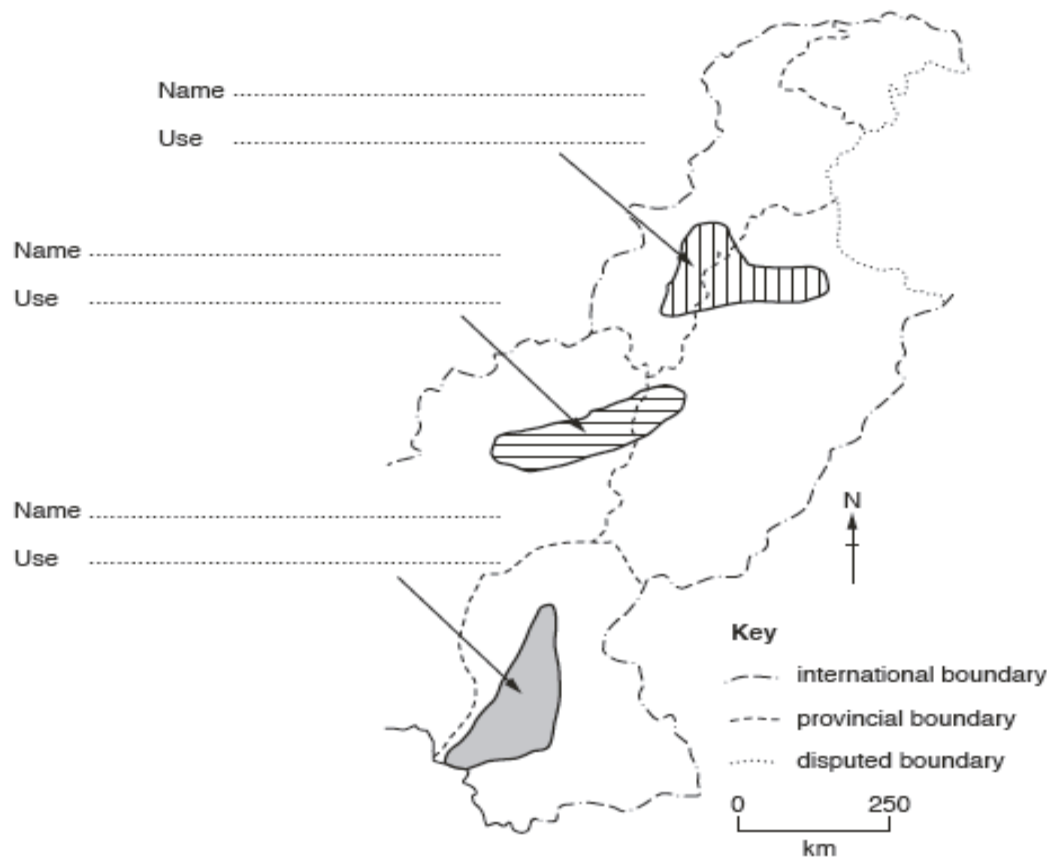 Name ..........................................................
Use ..........................................................
Name ..........................................................
Use ..........................................................
Name ..........................................................
Use ..........................................................
N
Key
international boundary
provincial boundary
disputed boundary
0 250
km